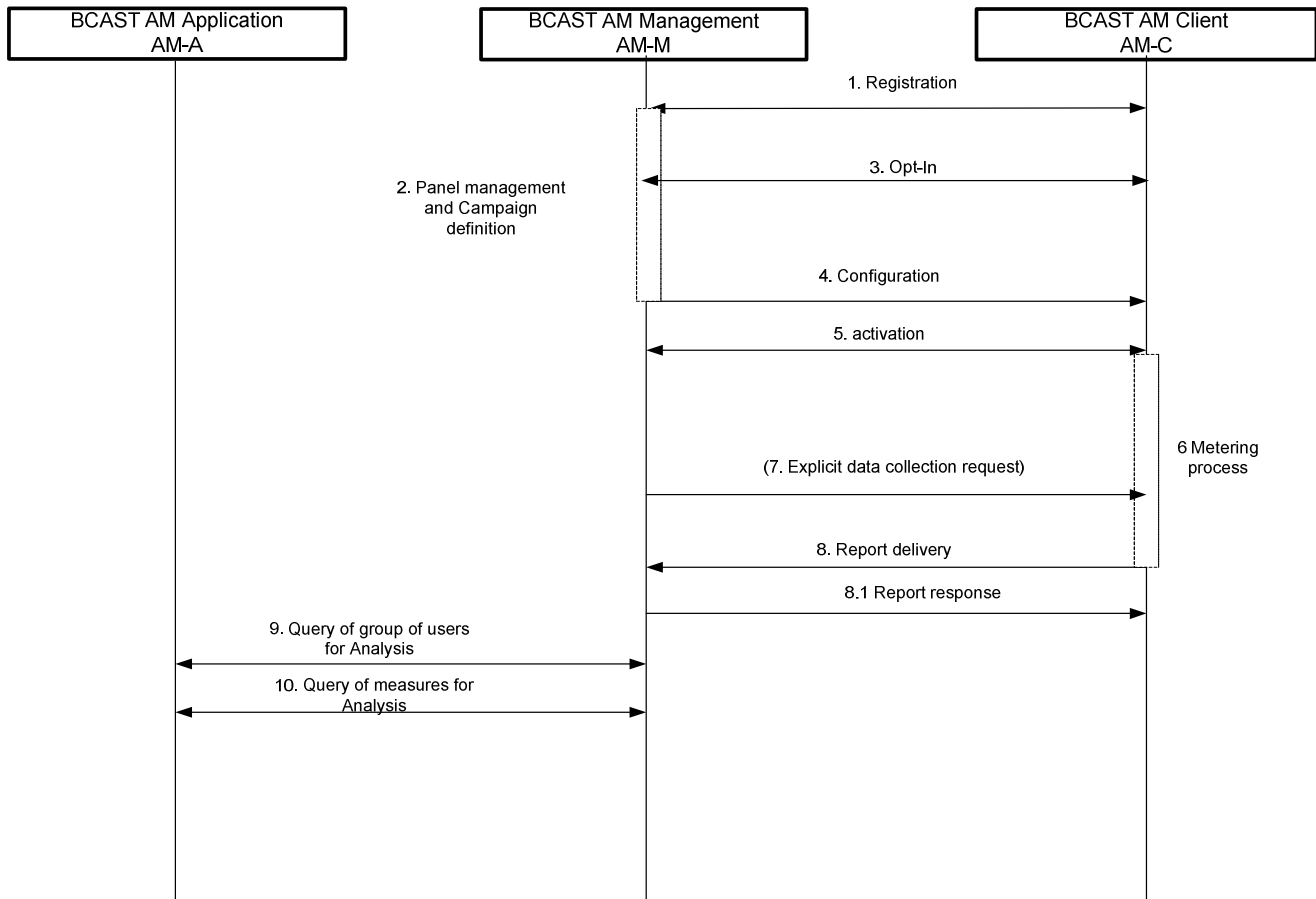 BCAST AM Application
AM-A
BCAST AM Management
AM-M
BCAST AM Client
AM-C
1. Registration
2. Panel management
and Campaign
definition
3. Opt-In
4. Configuration
5. activation
6 Metering
process
(7. Explicit data collection request)
8. Report delivery
8.1 Report response
9. Query of group of users
for Analysis
10. Query of measures for
Analysis